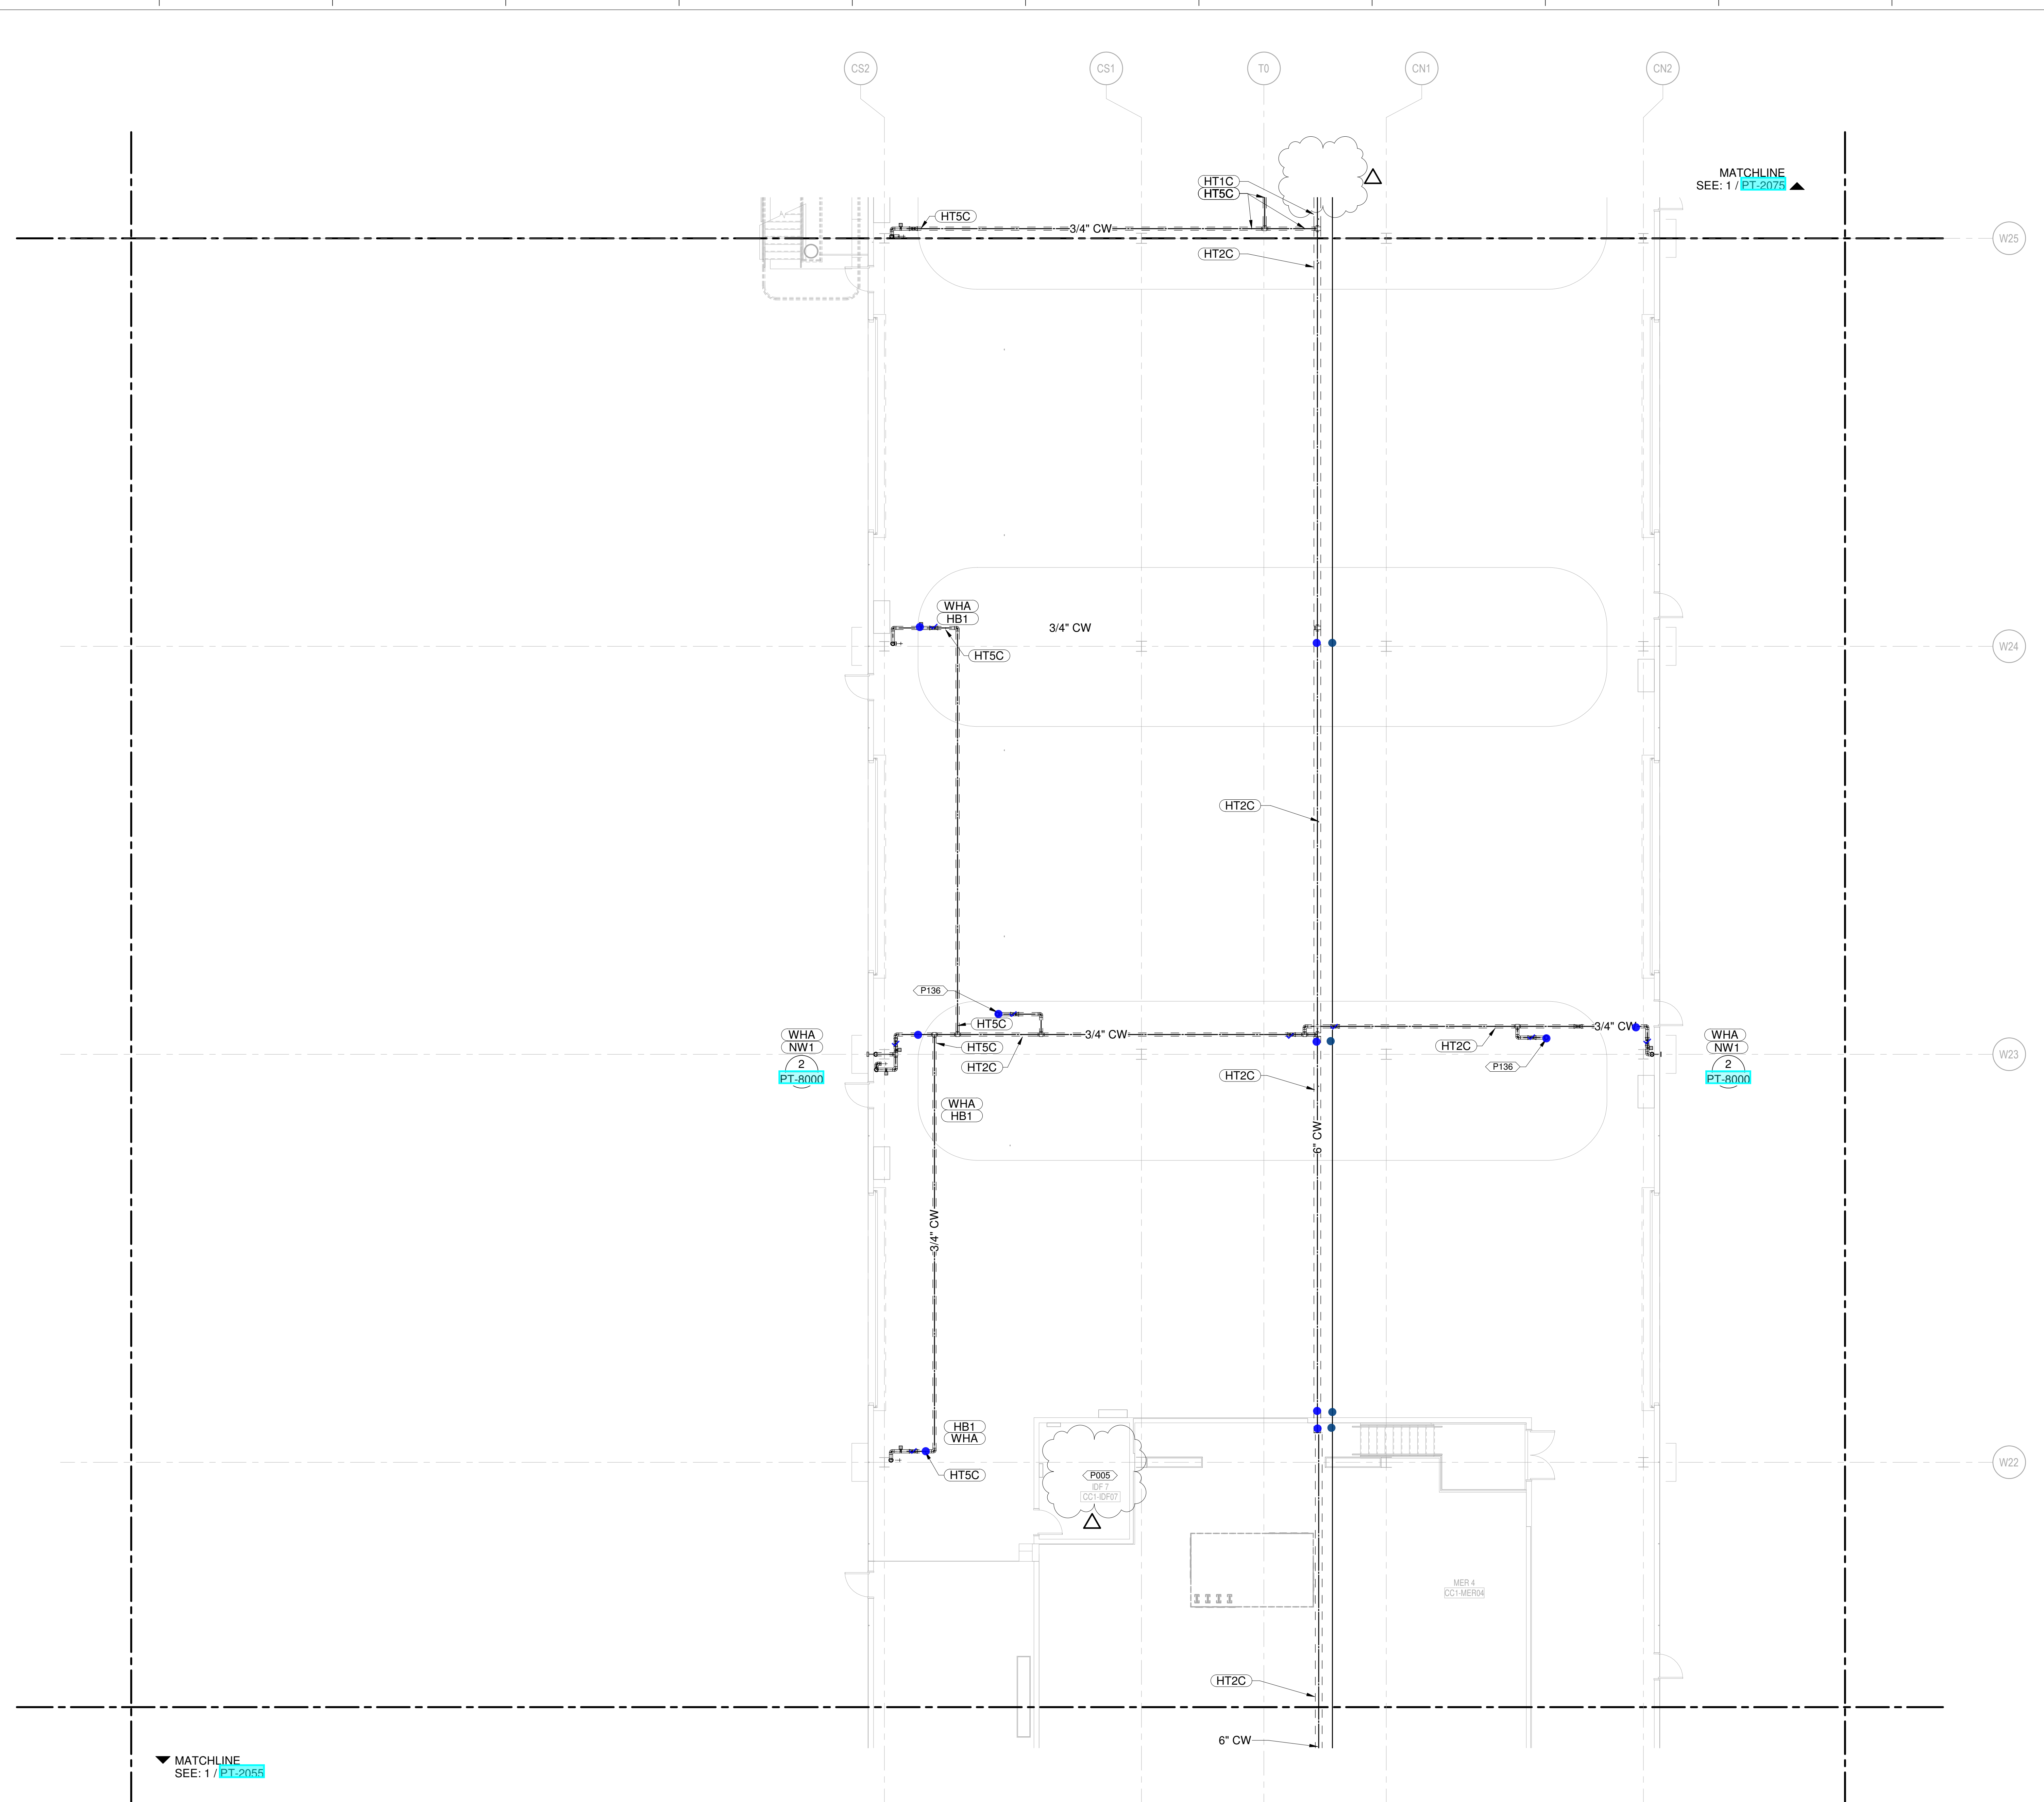 CS2
CS1
T0
CN1
CN2
MATCHLINE
SEE: 1 / PT-2075
HT1C
HT5C
HT5C
3/4" CW
W25
HT2C
WHA
HB1
3/4" CW
HT5C
W24
HT2C
P136
HT5C
3/4" CW
3/4" CW
WHA
NW1
2
PT-8000
HT5C
HT2C
HT2C
P136
WHA
NW1
2
PT-8000
W23
HT2C
WHA
HB1
6" CW
3/4" CW
HB1
WHA
HT5C
P005
IDF 7
CC1-IDF07
W22
MER 4
CC1-MER04
HT2C
6" CW
MATCHLINE
SEE: 1 / PT-2055